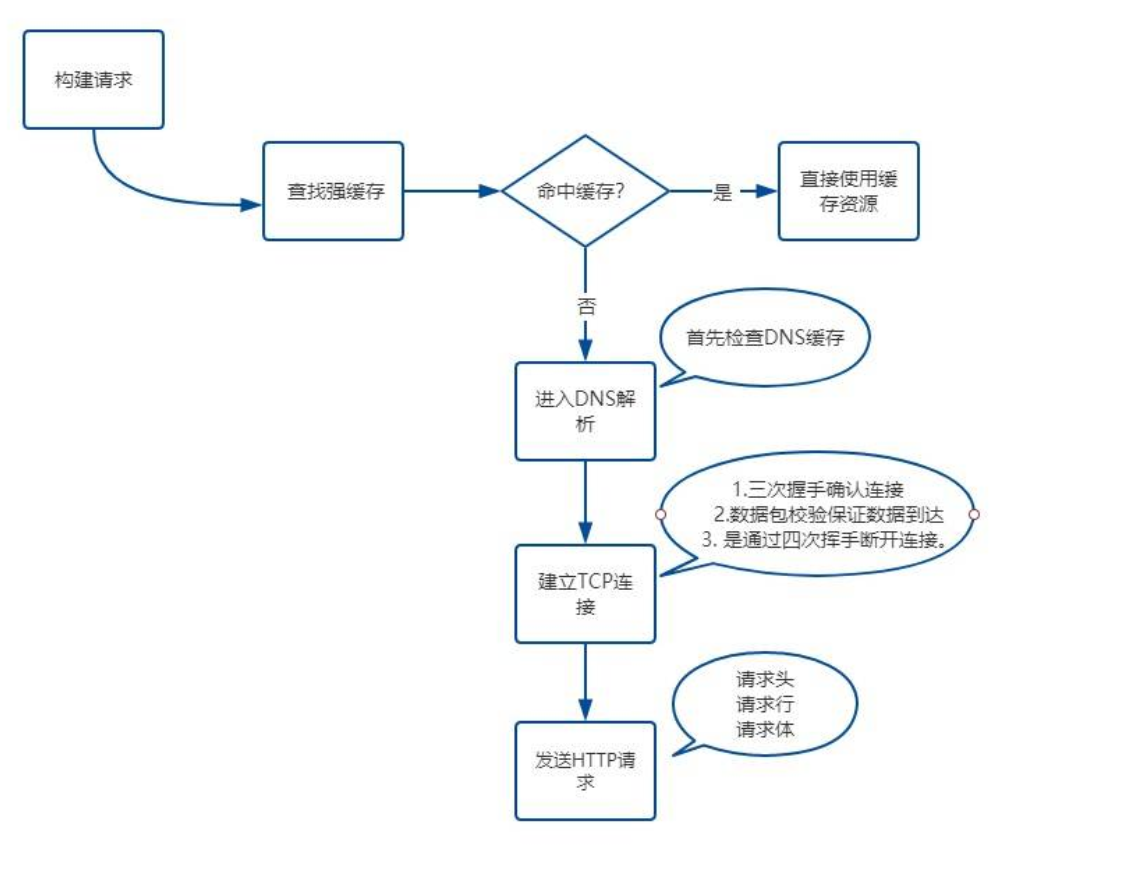 构建请求
查找强缓存
命中缓存?
是
直接使用缓
存资源
否
首先检查DNS缓存
进入DNS解
析
1.三次握手确认连接
2.数据包校验保证数据到达
3. 是通过四次挥手断开连接。
建立TCP连
接
请求头
请求行
请求体
发送HTTP请
求